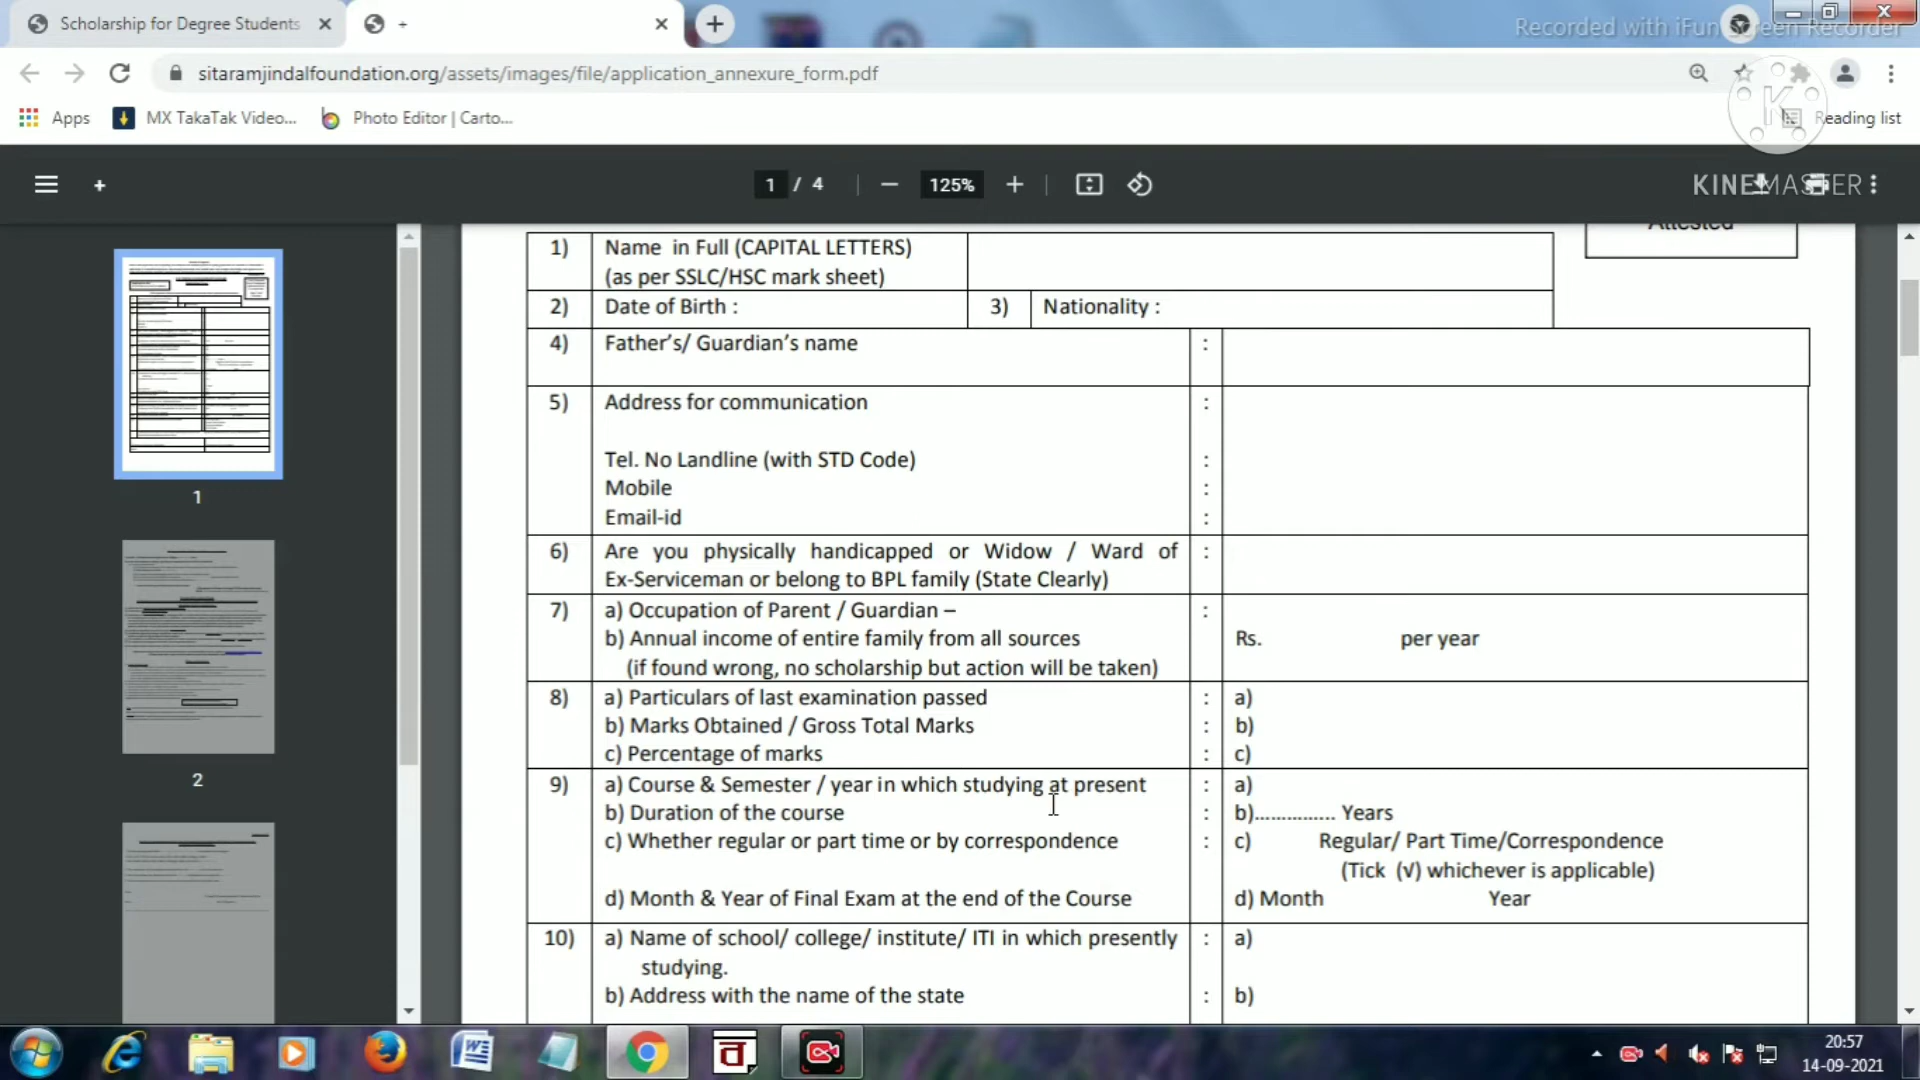 Scholarship for Degree Students
Recorded with iFun Screen Recorder
sitaramjindalfoundation.org/assets/images/file/application_annexure_form.pdf
Apps
MX TakaTak Video...
Photo Editor | Carto...
Reading list
K
1 / 4
125%
KINEMASTER
Attested
1) Name in Full (CAPITAL LETTERS)
(as per SSLC/HSC mark sheet)
2) Date of Birth : 3) Nationality :
4) Father's/ Guardian's name :
5) Address for communication :
Tel. No Landline (with STD Code) :
Mobile :
Email-id :
6) Are you physically handicapped or Widow / Ward of :
Ex-Serviceman or belong to BPL family (State Clearly)
7) a) Occupation of Parent / Guardian – :
b) Annual income of entire family from all sources Rs. per year
(if found wrong, no scholarship but action will be taken)
8) a) Particulars of last examination passed : a)
b) Marks Obtained / Gross Total Marks : b)
c) Percentage of marks : c)
9) a) Course & Semester / year in which studying at present : a)
b) Duration of the course : b)................ Years
c) Whether regular or part time or by correspondence : c) Regular/ Part Time/Correspondence
(Tick (√) whichever is applicable)
d) Month & Year of Final Exam at the end of the Course d) Month Year
10) a) Name of school/ college/ institute/ ITI in which presently : a)
studying.
b) Address with the name of the state : b)
1
2
20:57
14-09-2021